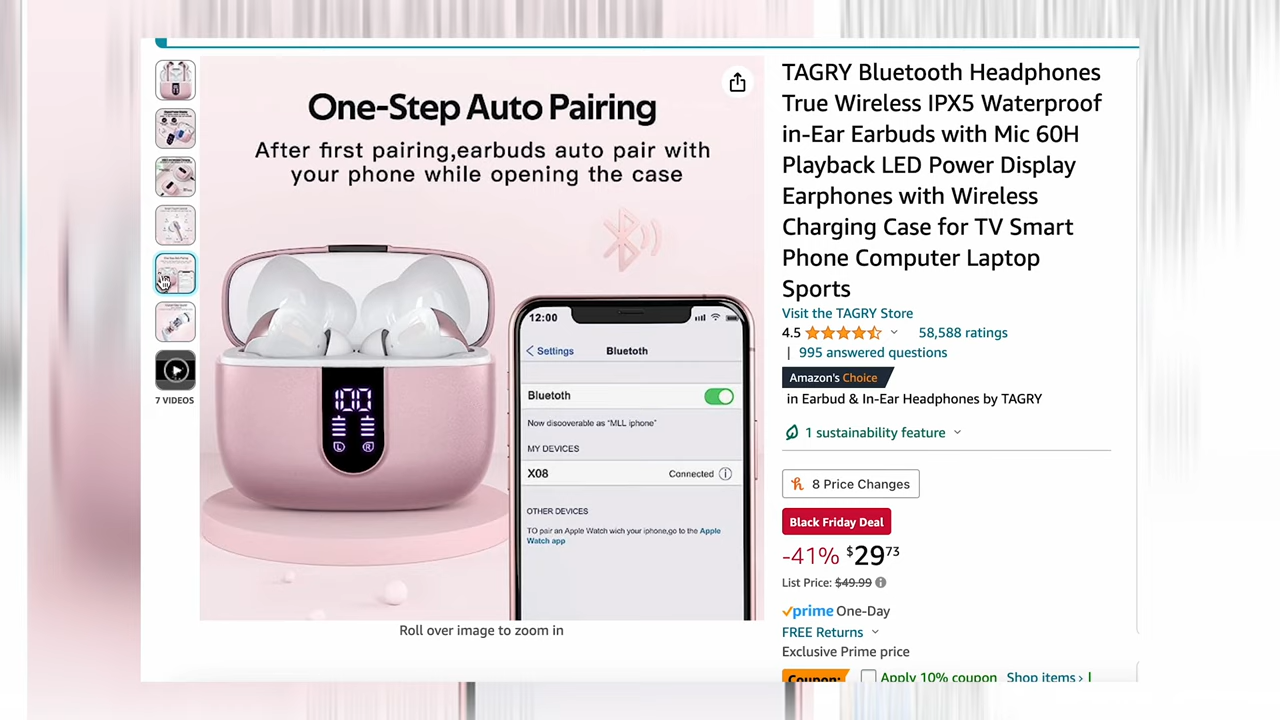 One-Step Auto Pairing
After first pairing,earbuds auto pair with
your phone while opening the case
100
L R
12:00
Settings Bluetoth
Bluetoth
Now disooverable as "MLL iphone"
MY DEVICES
X08 Connected
OTHER DEVICES
TO pair an Apple Watch wich your iphone,go to the Apple
Watch app
7 VIDEOS
Roll over image to zoom in
TAGRY Bluetooth Headphones
True Wireless IPX5 Waterproof
in-Ear Earbuds with Mic 60H
Playback LED Power Display
Earphones with Wireless
Charging Case for TV Smart
Phone Computer Laptop
Sports
Visit the TAGRY Store
4.5 58,588 ratings
| 995 answered questions
Amazon's Choice
in Earbud & In-Ear Headphones by TAGRY
1 sustainability feature
h 8 Price Changes
Black Friday Deal
-41% $29 73
List Price: $49.99
prime One-Day
FREE Returns
Exclusive Prime price
Coupon: Apply 10% coupon Shop items › |